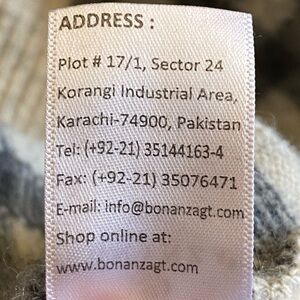 ADDRESS :
Plot # 17/1, Sector 24
Korangi Industrial Area,
Karachi-74900, Pakistan
Tel: (+92-21) 35144163-4
Fax: (+92-21) 35076471
E-mail: info@bonanzagt.com
Shop online at:
www.bonanzagt.com